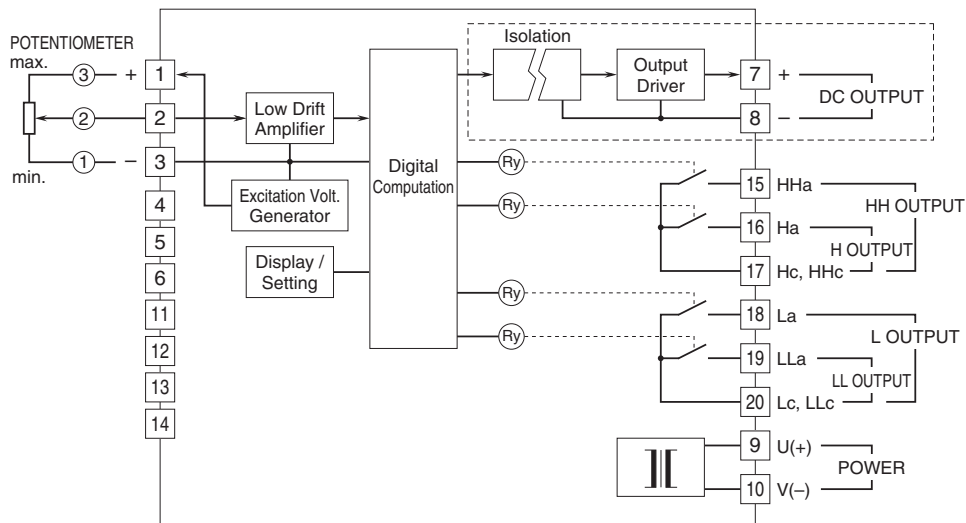 POTENTIOMETER
max.
3
+
1
2
2
1
–
3
min.
4
5
6
11
12
13
14
Low Drift
Amplifier
Excitation Volt.
Generator
Display /
Setting
Digital
Computation
Isolation
Output
Driver
7
+
8
–
DC OUTPUT
Ry
Ry
Ry
Ry
15
HHa
16
Ha
17
Hc, HHc
H OUTPUT
HH OUTPUT
18
La
19
LLa
20
Lc, LLc
LL OUTPUT
L OUTPUT
9
U(+)
10
V(–)
POWER